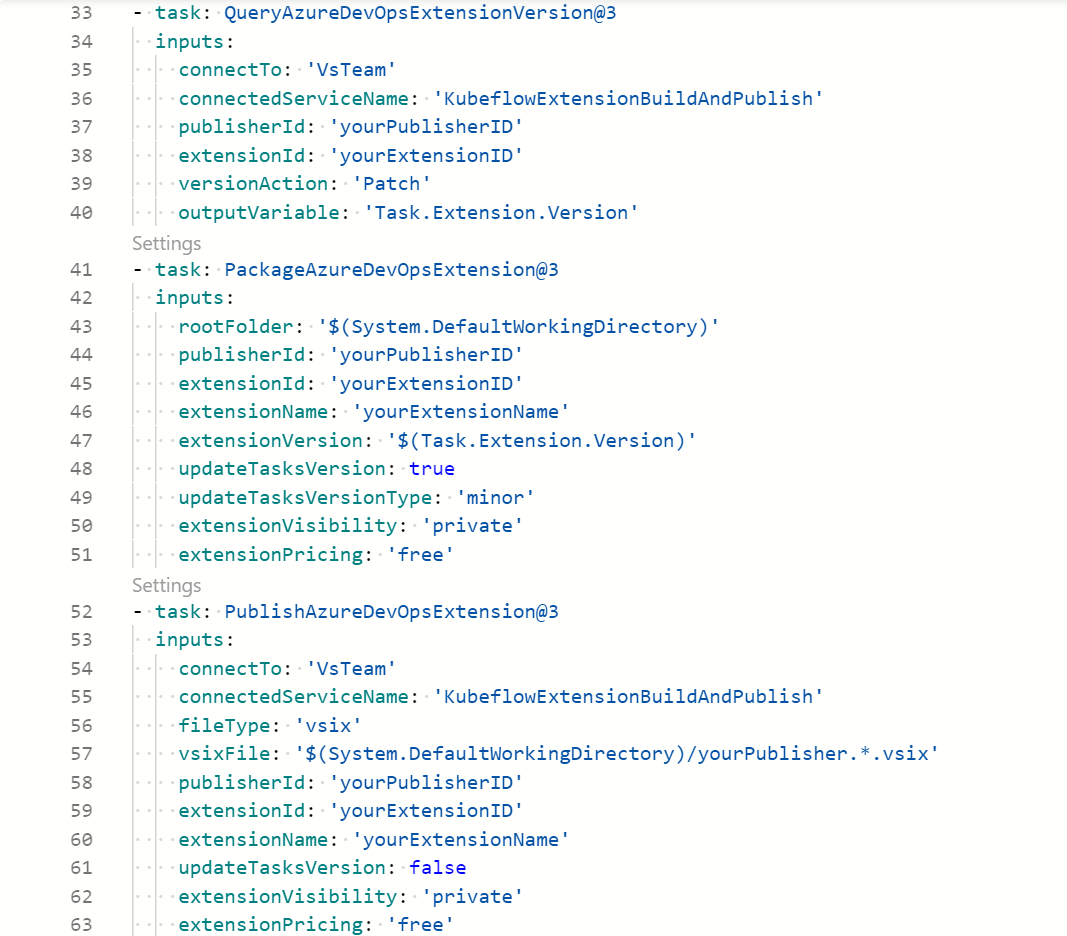 33 - task: QueryAzureDevOpsExtensionVersion@3
34 inputs:
35 connectTo: 'VsTeam'
36 connectedServiceName: 'KubeflowExtensionBuildAndPublish'
37 publisherId: 'yourPublisherID'
38 extensionId: 'yourExtensionID'
39 versionAction: 'Patch'
40 outputVariable: 'Task.Extension.Version'
Settings
41 - task: PackageAzureDevOpsExtension@3
42 inputs:
43 rootFolder: '$(System.DefaultWorkingDirectory)'
44 publisherId: 'yourPublisherID'
45 extensionId: 'yourExtensionID'
46 extensionName: 'yourExtensionName'
47 extensionVersion: '$(Task.Extension.Version)'
48 updateTasksVersion: true
49 updateTasksVersionType: 'minor'
50 extensionVisibility: 'private'
51 extensionPricing: 'free'
Settings
52 - task: PublishAzureDevOpsExtension@3
53 inputs:
54 connectTo: 'VsTeam'
55 connectedServiceName: 'KubeflowExtensionBuildAndPublish'
56 fileType: 'vsix'
57 vsixFile: '$(System.DefaultWorkingDirectory)/yourPublisher.*.vsix'
58 publisherId: 'yourPublisherID'
59 extensionId: 'yourExtensionID'
60 extensionName: 'yourExtensionName'
61 updateTasksVersion: false
62 extensionVisibility: 'private'
63 extensionPricing: 'free'